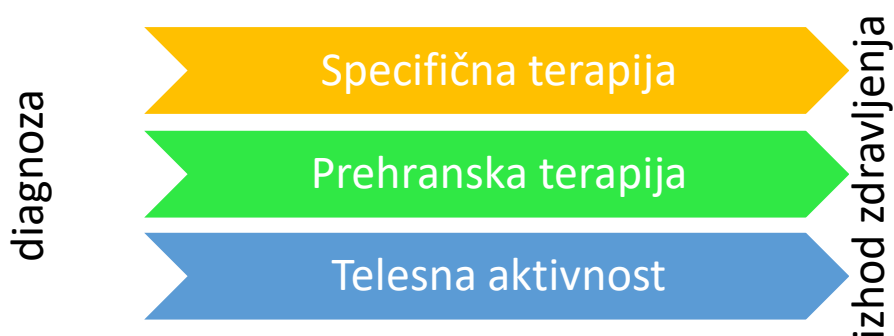 diagnoza
Specifična terapija
Prehranska terapija
Telesna aktivnost
izhod zdravljenja